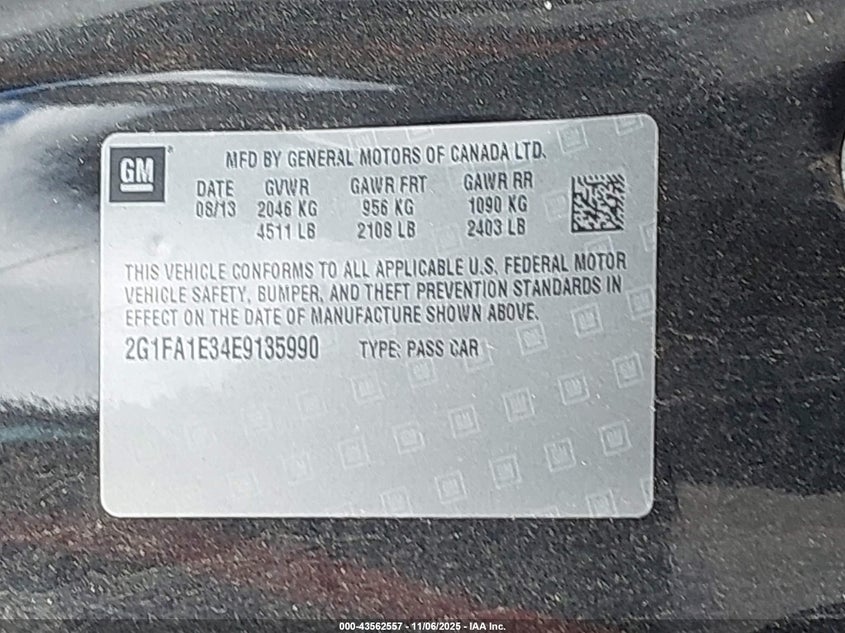 GM
MFD BY GENERAL MOTORS OF CANADA LTD.
DATE GVWR GAWR FRT GAWR RR
08/13 2046 KG 956 KG 1090 KG
4511 LB 2108 LB 2403 LB
THIS VEHICLE CONFORMS TO ALL APPLICABLE U.S. FEDERAL MOTOR
VEHICLE SAFETY, BUMPER, AND THEFT PREVENTION STANDARDS IN
EFFECT ON THE DATE OF MANUFACTURE SHOWN ABOVE.
2G1FA1E34E9135990 TYPE: PASS CAR
000-43562557 - 11/06/2025 - IAA Inc.